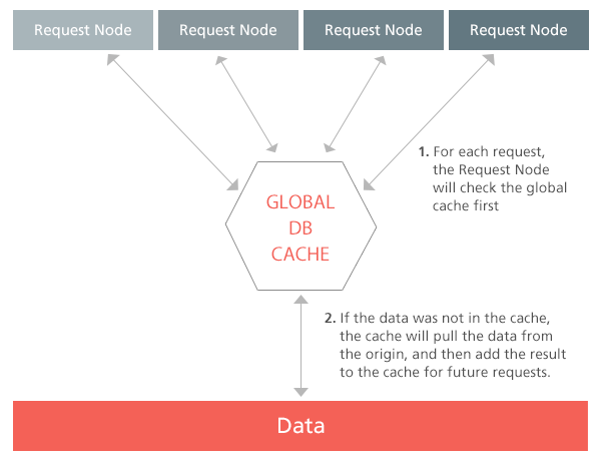 Request Node
Request Node
Request Node
Request Node
1. For each request,
the Request Node
will check the global
cache first
GLOBAL
DB
CACHE
2. If the data was not in the cache,
the cache will pull the data from
the origin, and then add the result
to the cache for future requests.
Data